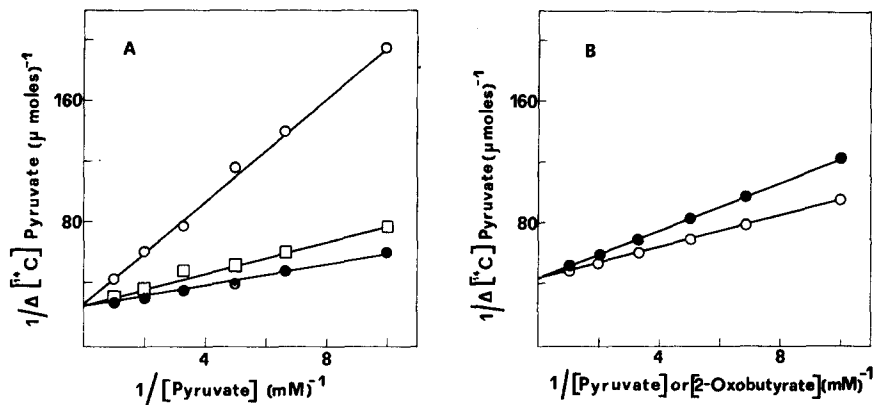 A
1/Δ [¹⁴C] Pyruvate (μ moles)⁻¹
160
80
4
8
1/[Pyruvate] (mM)⁻¹
B
1/Δ [¹⁴C] Pyruvate (μmoles)⁻¹
160
80
4
8
1/[Pyruvate] or [2-Oxobutyrate] (mM)⁻¹